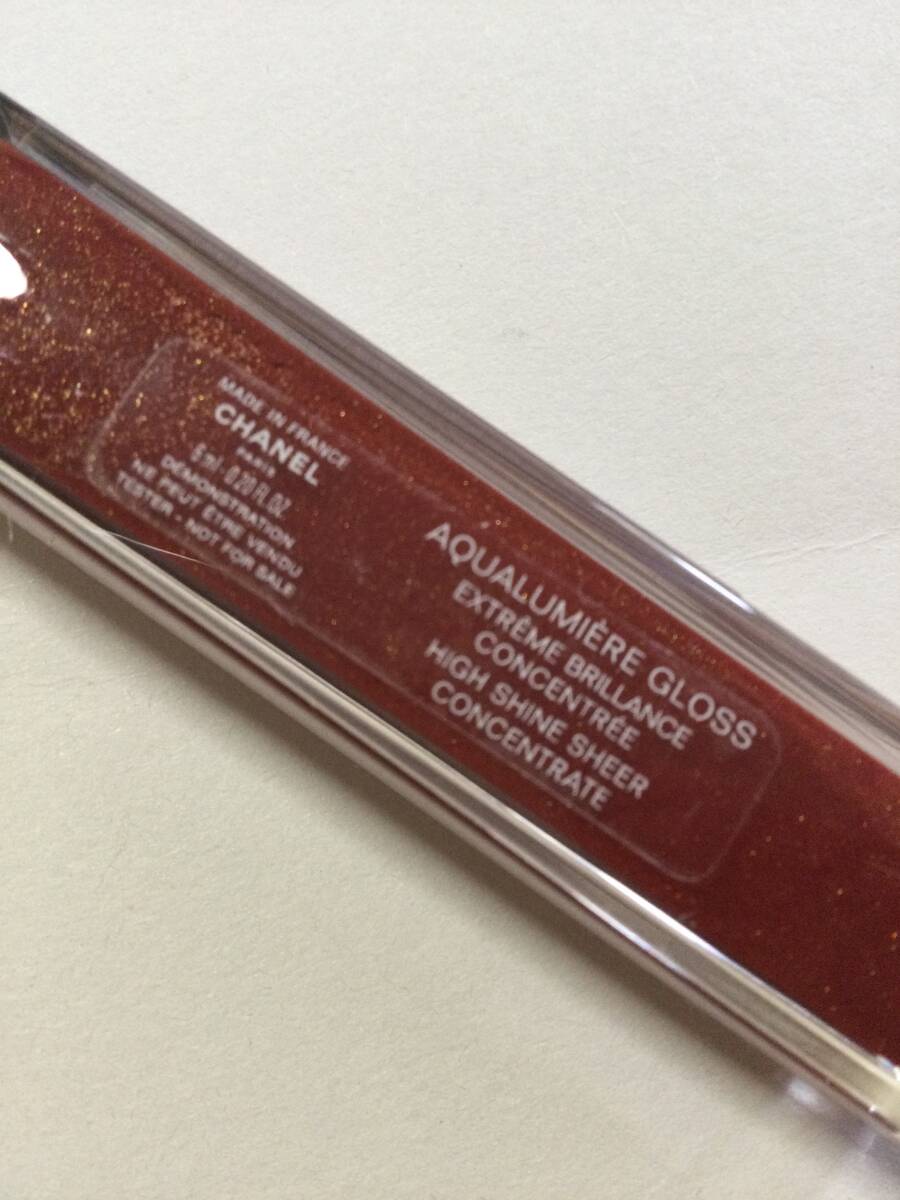 MADE IN FRANCE
CHANEL
PARIS
6 ml - 0.20 FL.OZ.
DÉMONSTRATION,
NE PEUT ÊTRE VENDU
TESTER - NOT FOR SALE
AQUALUMIÈRE GLOSS
EXTRÊME BRILLANCE
CONCENTRÉE
HIGH SHINE SHEER
CONCENTRATE